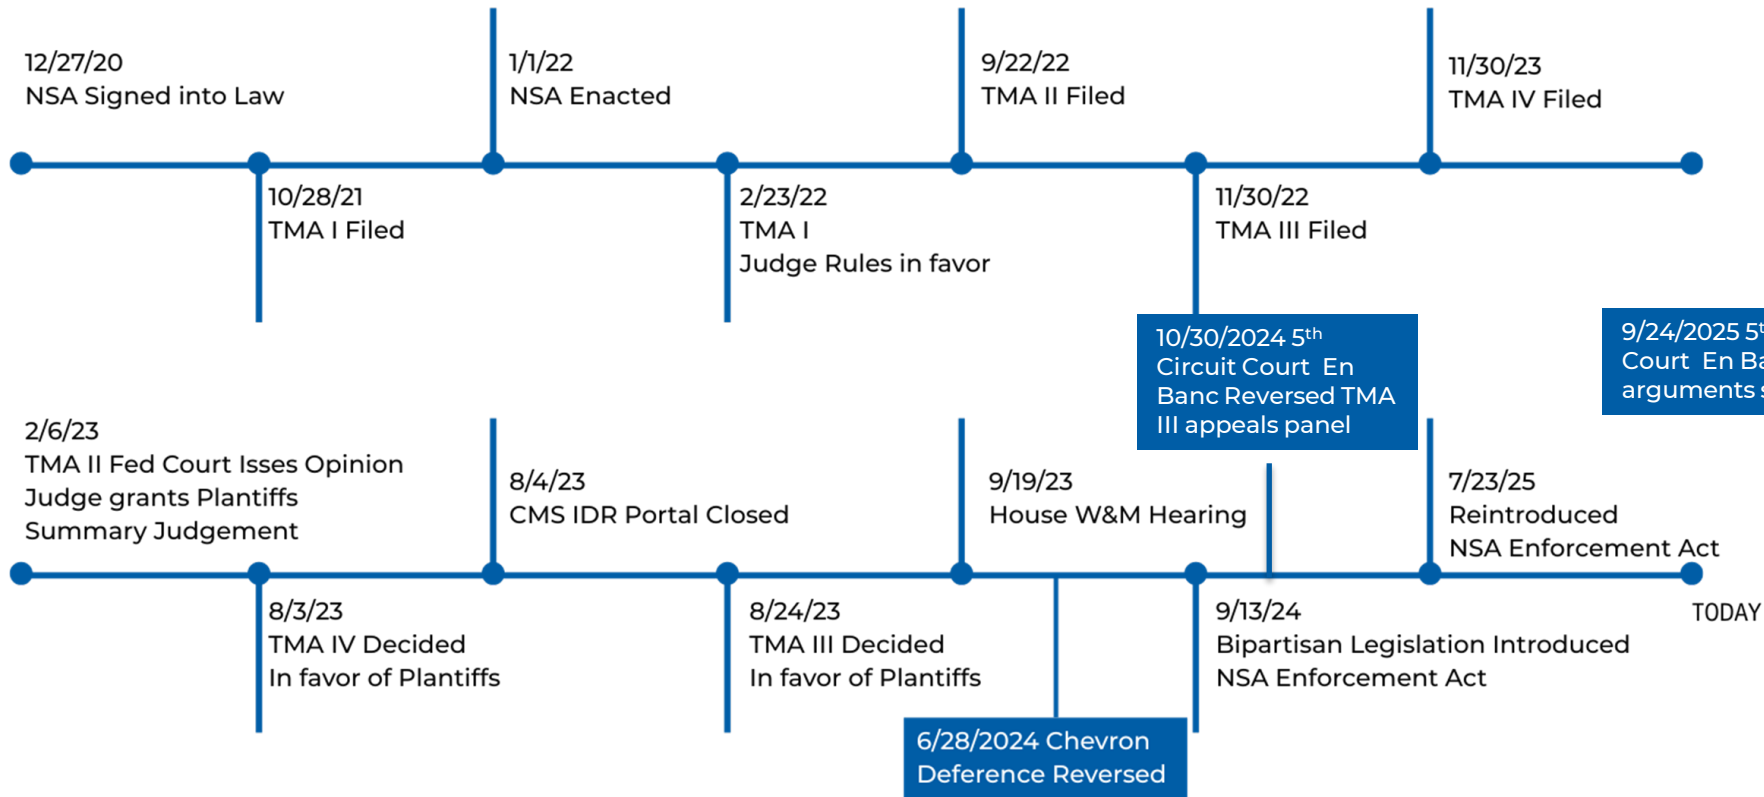 12/27/20
NSA Signed into Law
10/28/21
TMA I Filed
1/1/22
NSA Enacted
2/23/22
TMA I
Judge Rules in favor
9/22/22
TMA II Filed
11/30/22
TMA III Filed
11/30/23
TMA IV Filed
2/6/23
TMA II Fed Court Isses Opinion
Judge grants Plantiffs
Summary Judgement
8/3/23
TMA IV Decided
In favor of Plantiffs
8/4/23
CMS IDR Portal Closed
8/24/23
TMA III Decided
In favor of Plantiffs
9/19/23
House W&M Hearing
6/28/2024 Chevron
Deference Reversed
9/13/24
Bipartisan Legislation Introduced
NSA Enforcement Act
10/30/2024 5th
Circuit Court En
Banc Reversed TMA
III appeals panel
7/23/25
Reintroduced
NSA Enforcement Act
9/24/2025
Court En
arguments
TODAY